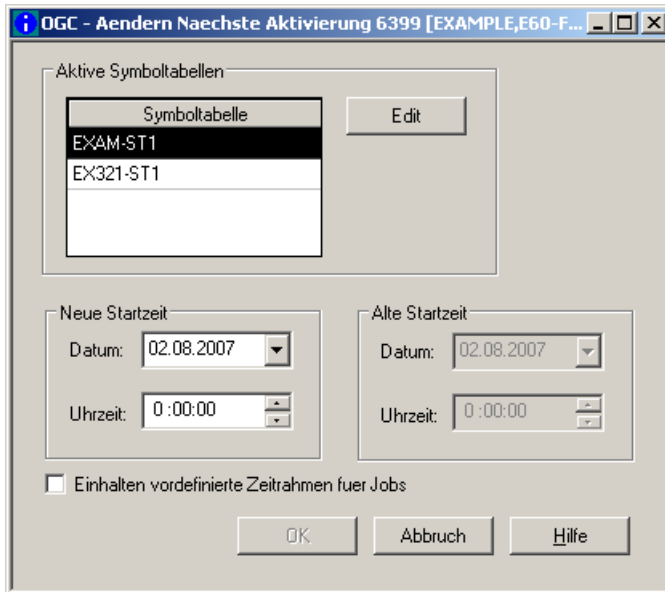 OGC - Aendern Naechste Aktivierung 6399 [EXAMPLE,E60-F...
Aktive Symboltabellen
Symboltabelle
Edit
EXAM-ST1
EX321-ST1
Neue Startzeit
Datum: 02.08.2007
Uhrzeit: 0 :00:00
Alte Startzeit
Datum: 02.08.2007
Uhrzeit: 0 :00:00
Einhalten vordefinierte Zeitrahmen fuer Jobs
OK Abbruch Hilfe